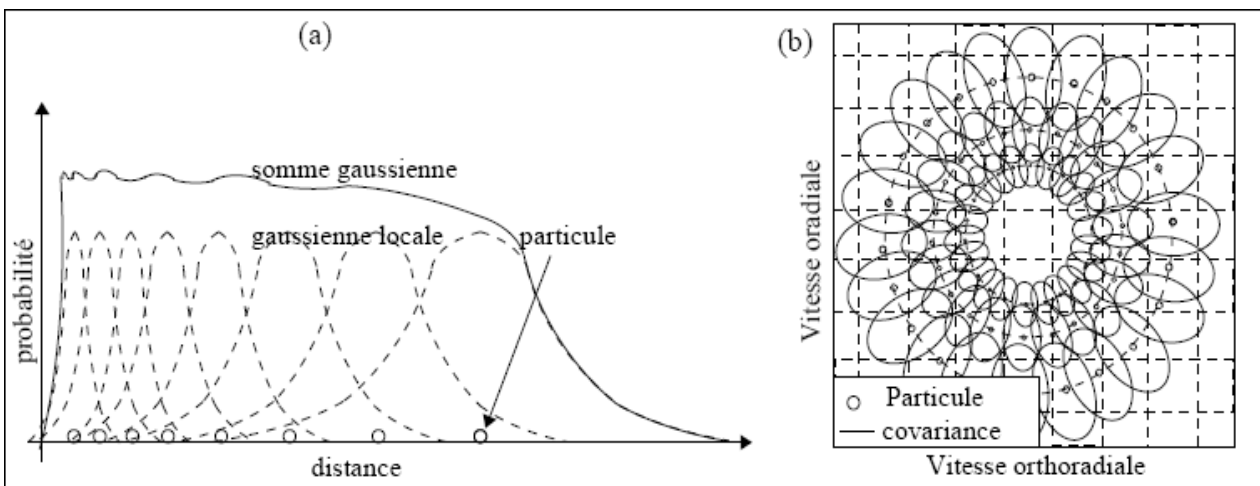 (a)
somme gaussienne
gaussienne locale
particule
probabilité
distance
(b)
Vitesse oradiale
Particule
covariance
Vitesse orthoradiale